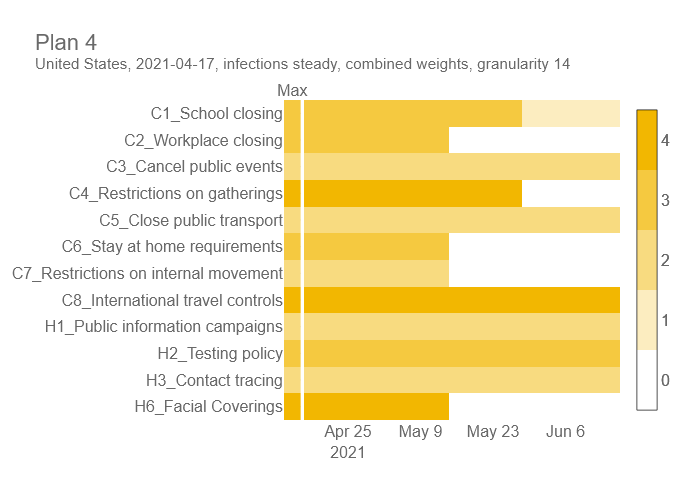 Plan 4
United States, 2021-04-17, infections steady, combined weights, granularity 14
Max
C1_School closing
C2_Workplace closing
C3_Cancel public events
C4_Restrictions on gatherings
C5_Close public transport
C6_Stay at home requirements
C7_Restrictions on internal movement
C8_International travel controls
H1_Public information campaigns
H2_Testing policy
H3_Contact tracing
H6_Facial Coverings
Apr 25 May 9 May 23 Jun 6
2021
4
3
2
1
0